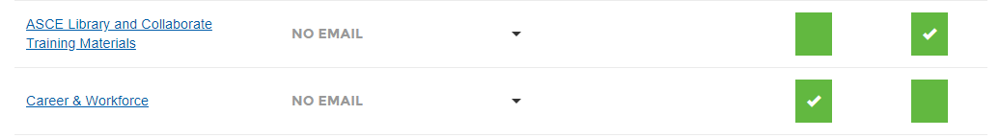 ASCE Library and Collaborate
Training Materials
NO EMAIL
Career & Workforce
NO EMAIL